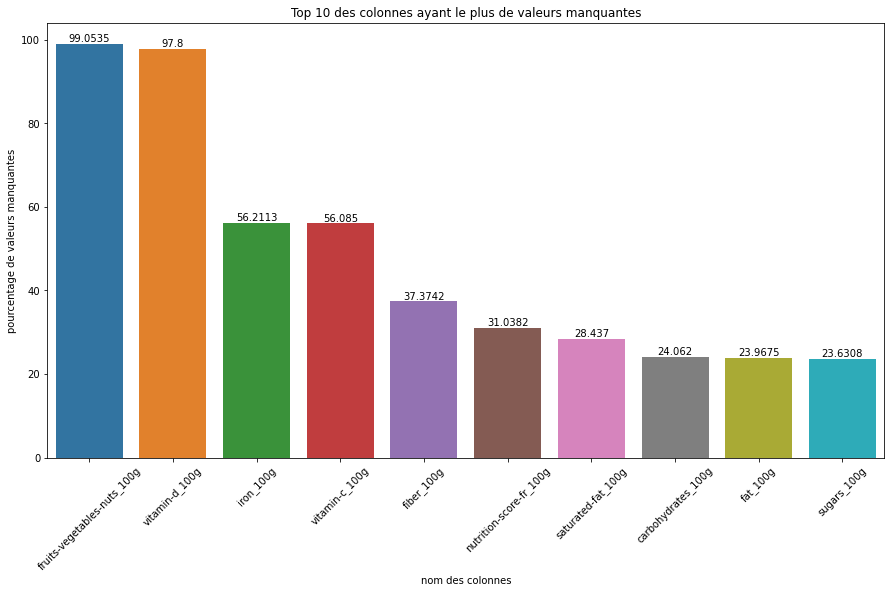 Top 10 des colonnes ayant le plus de valeurs manquantes
pourcentage de valeurs manquantes
100
80
60
40
20
0
99.0535
97.8
56.2113
56.085
37.3742
31.0382
28.437
24.062
23.9675
23.6308
fruits-vegetables-nuts_100g
vitamin-d_100g
iron_100g
vitamin-c_100g
fiber_100g
nutrition-score-fr_100g
saturated-fat_100g
carbohydrates_100g
fat_100g
sugars_100g
nom des colonnes